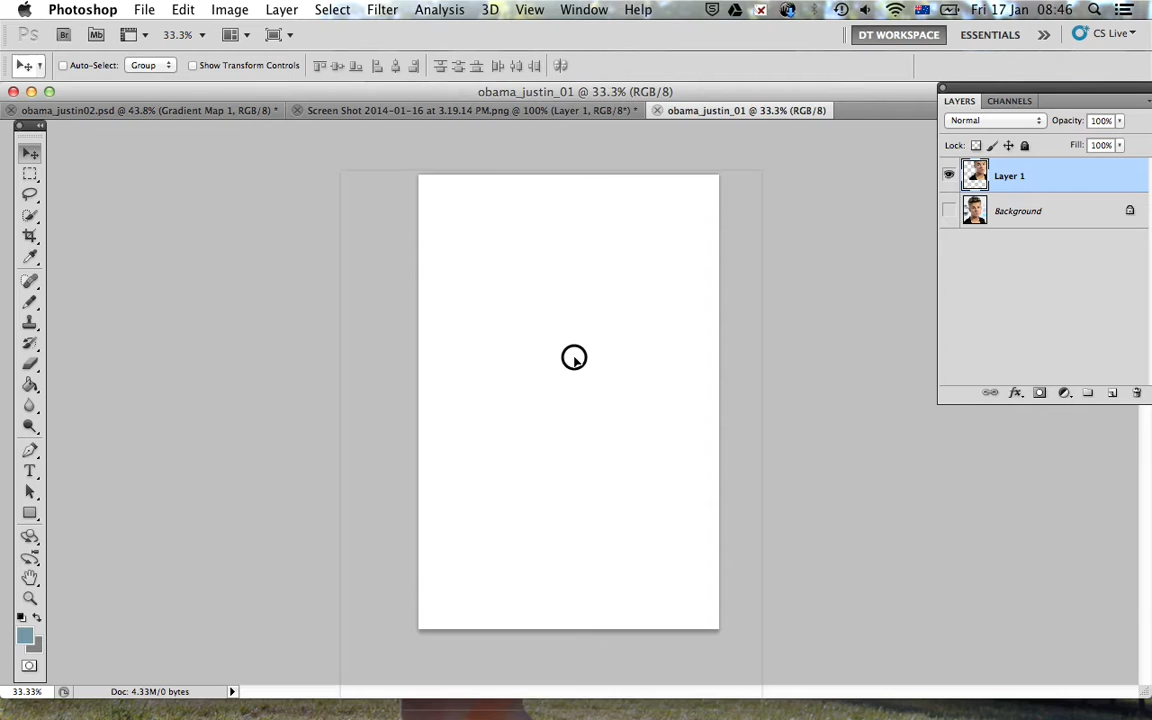 Photoshop File Edit Image Layer Select Filter Analysis 3D View Window Help Fri 17 Jan 08:46
Ps Br Mb 33.3% DT WORKSPACE ESSENTIALS CS Live
Auto-Select: Group Show Transform Controls
obama_justin_01 @ 33.3% (RGB/8)
obama_justin02.psd @ 43.8% (Gradient Map 1, RGB/8) * Screen Shot 2014-01-16 at 3.19.14 PM.png @ 100% (Layer 1, RGB/8*) * obama_justin_01 @ 33.3% (RGB/8)
LAYERS CHANNELS
Normal Opacity: 100%
Lock: Fill: 100%
Layer 1
Background
fx
T
33.33% Doc: 4.33M/0 bytes